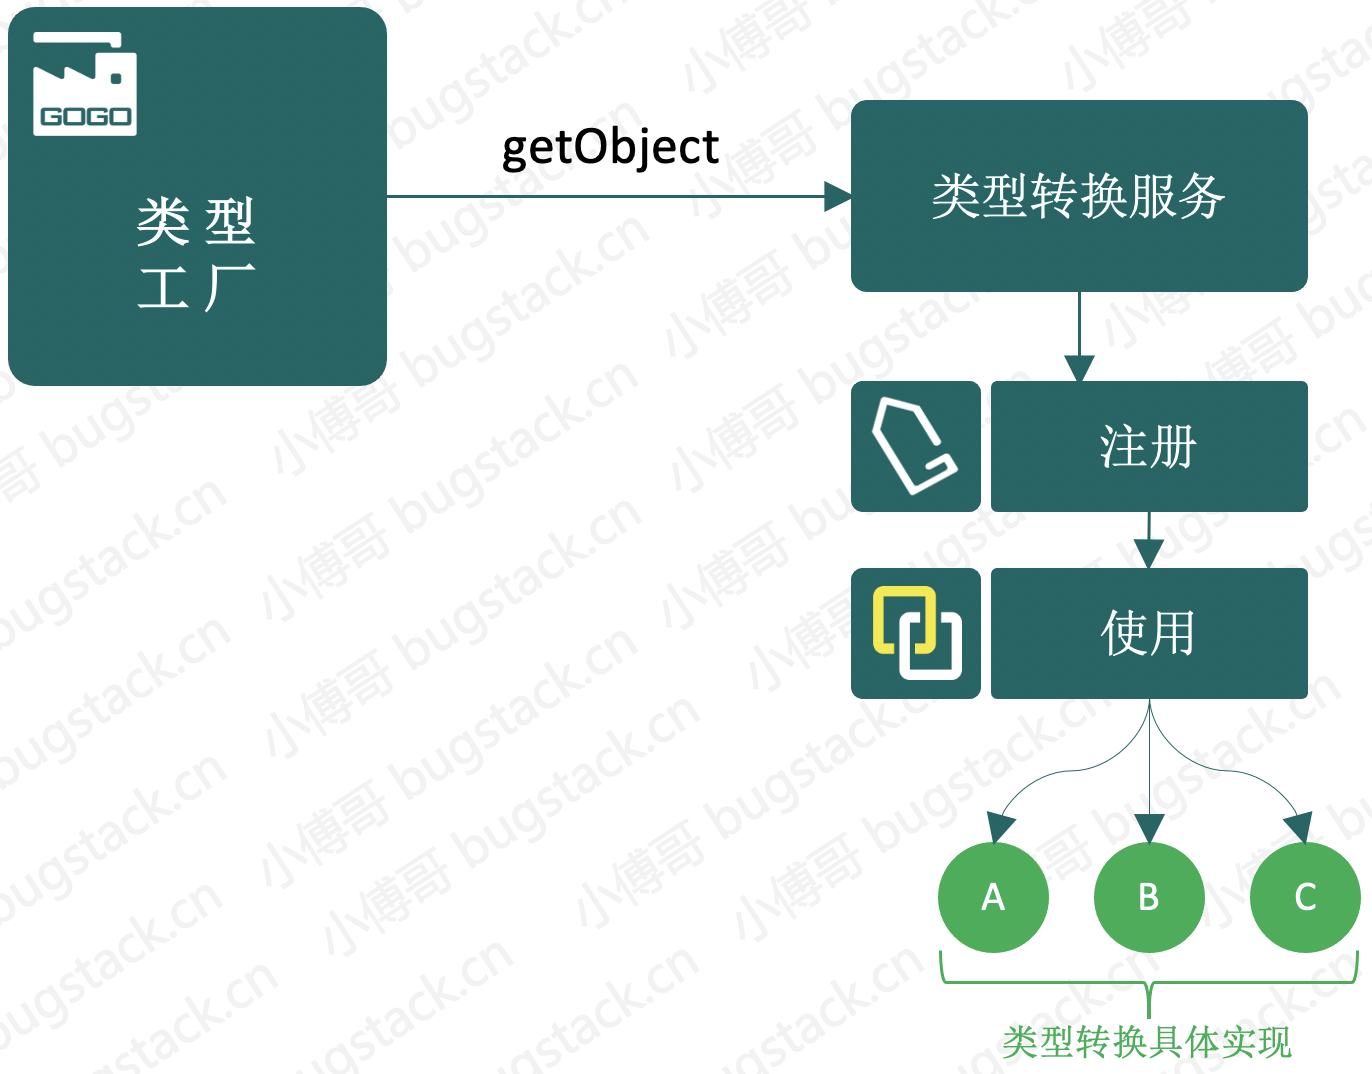 GOGO
类 型
工 厂
getObject
类型转换服务
注册
使用
A
B
C
类型转换具体实现
小傅哥 bugstack.cn